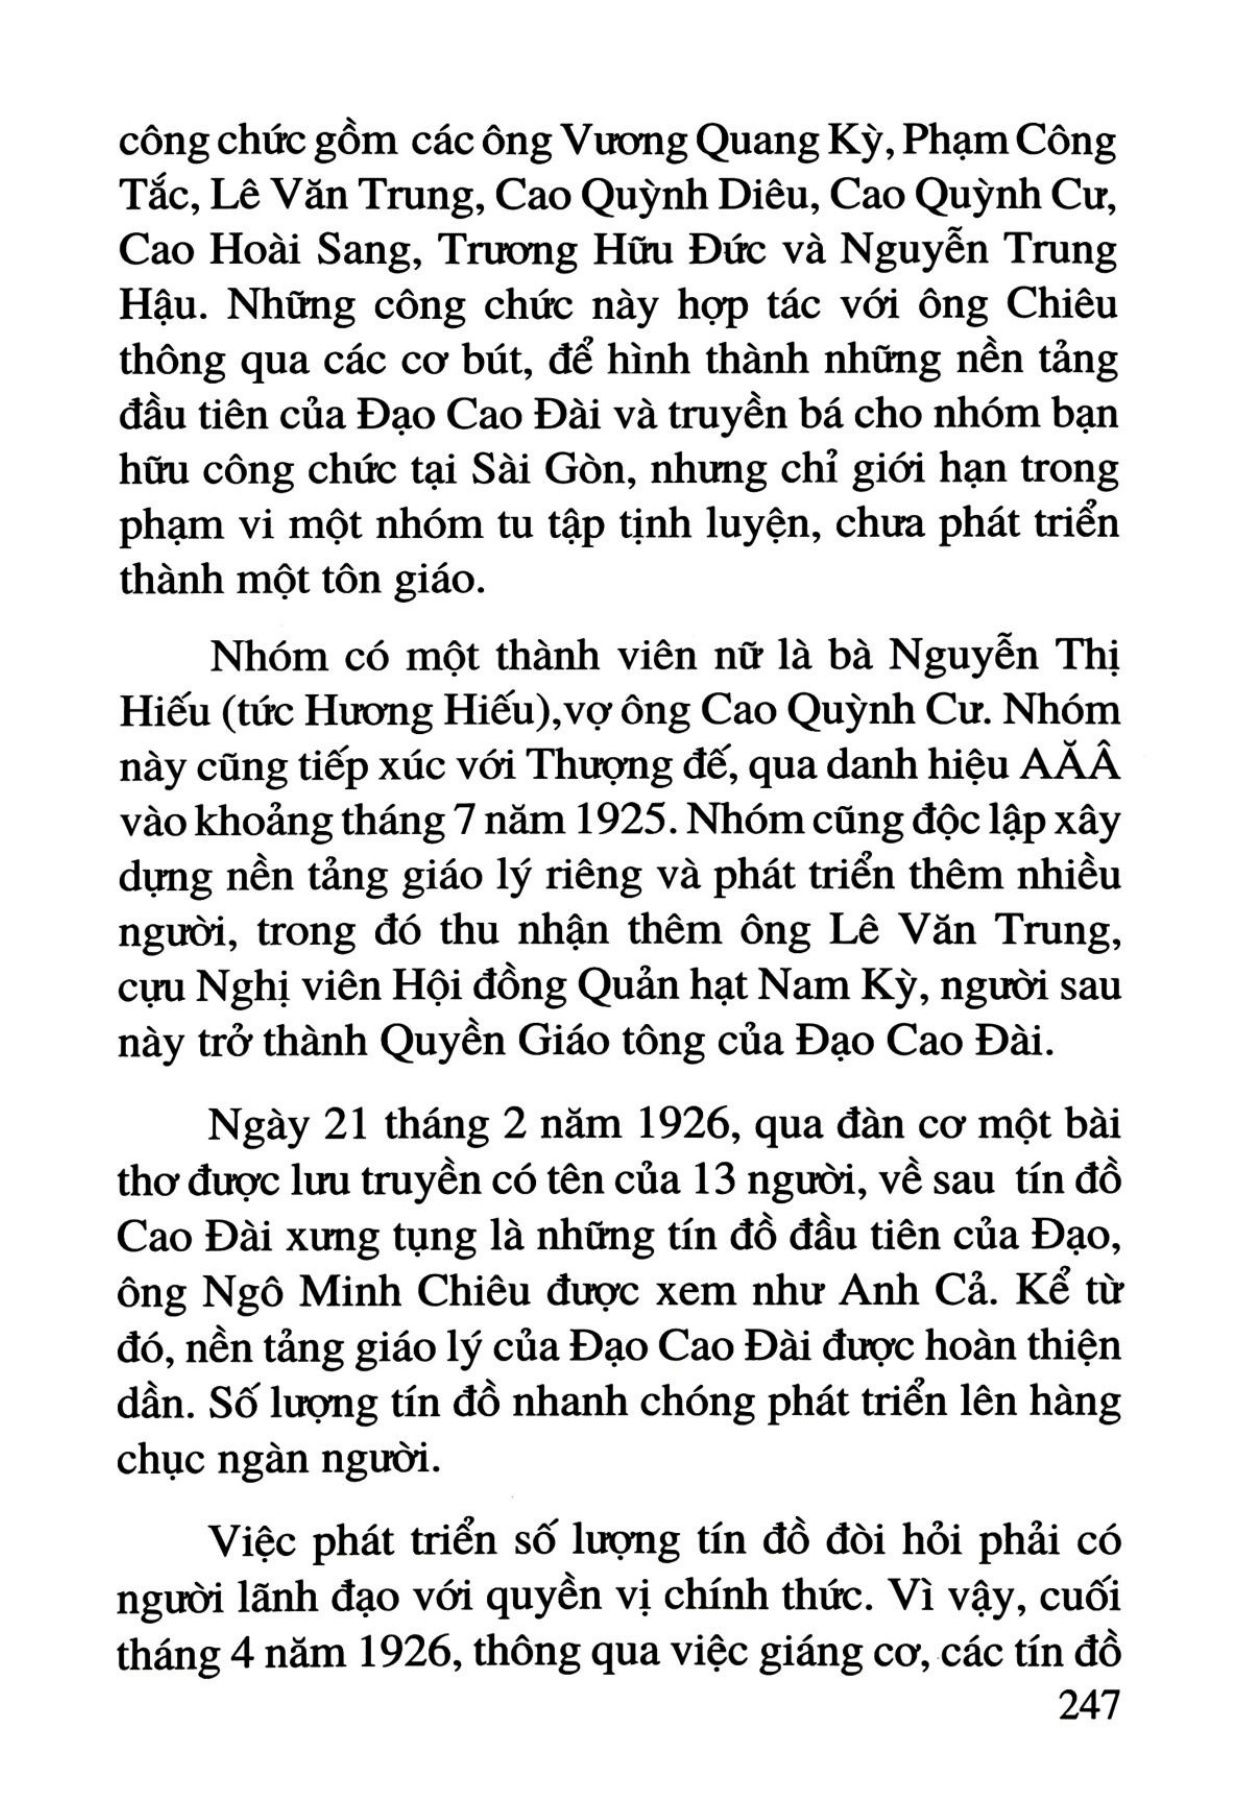 công chức gồm các ông Vương Quang Kỳ, Phạm Công
Tắc, Lê Văn Trung, Cao Quỳnh Diêu, Cao Quỳnh Cư,
Cao Hoài Sang, Trương Hữu Đức và Nguyễn Trung
Hậu. Những công chức này hợp tác với ông Chiêu
thông qua các cơ bút, để hình thành những nền tảng
đầu tiên của Đạo Cao Đài và truyền bá cho nhóm bạn
hữu công chức tại Sài Gòn, nhưng chỉ giới hạn trong
phạm vi một nhóm tu tập tịnh luyện, chưa phát triển
thành một tôn giáo.
Nhóm có một thành viên nữ là bà Nguyễn Thị
Hiếu (tức Hương Hiếu),vợ ông Cao Quỳnh Cư. Nhóm
này cũng tiếp xúc với Thượng đế, qua danh hiệu AĂÂ
vào khoảng tháng 7 năm 1925. Nhóm cũng độc lập xây
dựng nền tảng giáo lý riêng và phát triển thêm nhiều
người, trong đó thu nhận thêm ông Lê Văn Trung,
cựu Nghị viên Hội đồng Quản hạt Nam Kỳ, người sau
này trở thành Quyền Giáo tông của Đạo Cao Đài.
Ngày 21 tháng 2 năm 1926, qua đàn cơ một bài
thơ được lưu truyền có tên của 13 người, về sau tín đồ
Cao Đài xưng tụng là những tín đồ đầu tiên của Đạo,
ông Ngô Minh Chiêu được xem như Anh Cả. Kể từ
đó, nền tảng giáo lý của Đạo Cao Đài được hoàn thiện
dần. Số lượng tín đồ nhanh chóng phát triển lên hàng
chục ngàn người.
Việc phát triển số lượng tín đồ đòi hỏi phải có
người lãnh đạo với quyền vị chính thức. Vì vậy, cuối
tháng 4 năm 1926, thông qua việc giáng cơ, các tín đồ
247